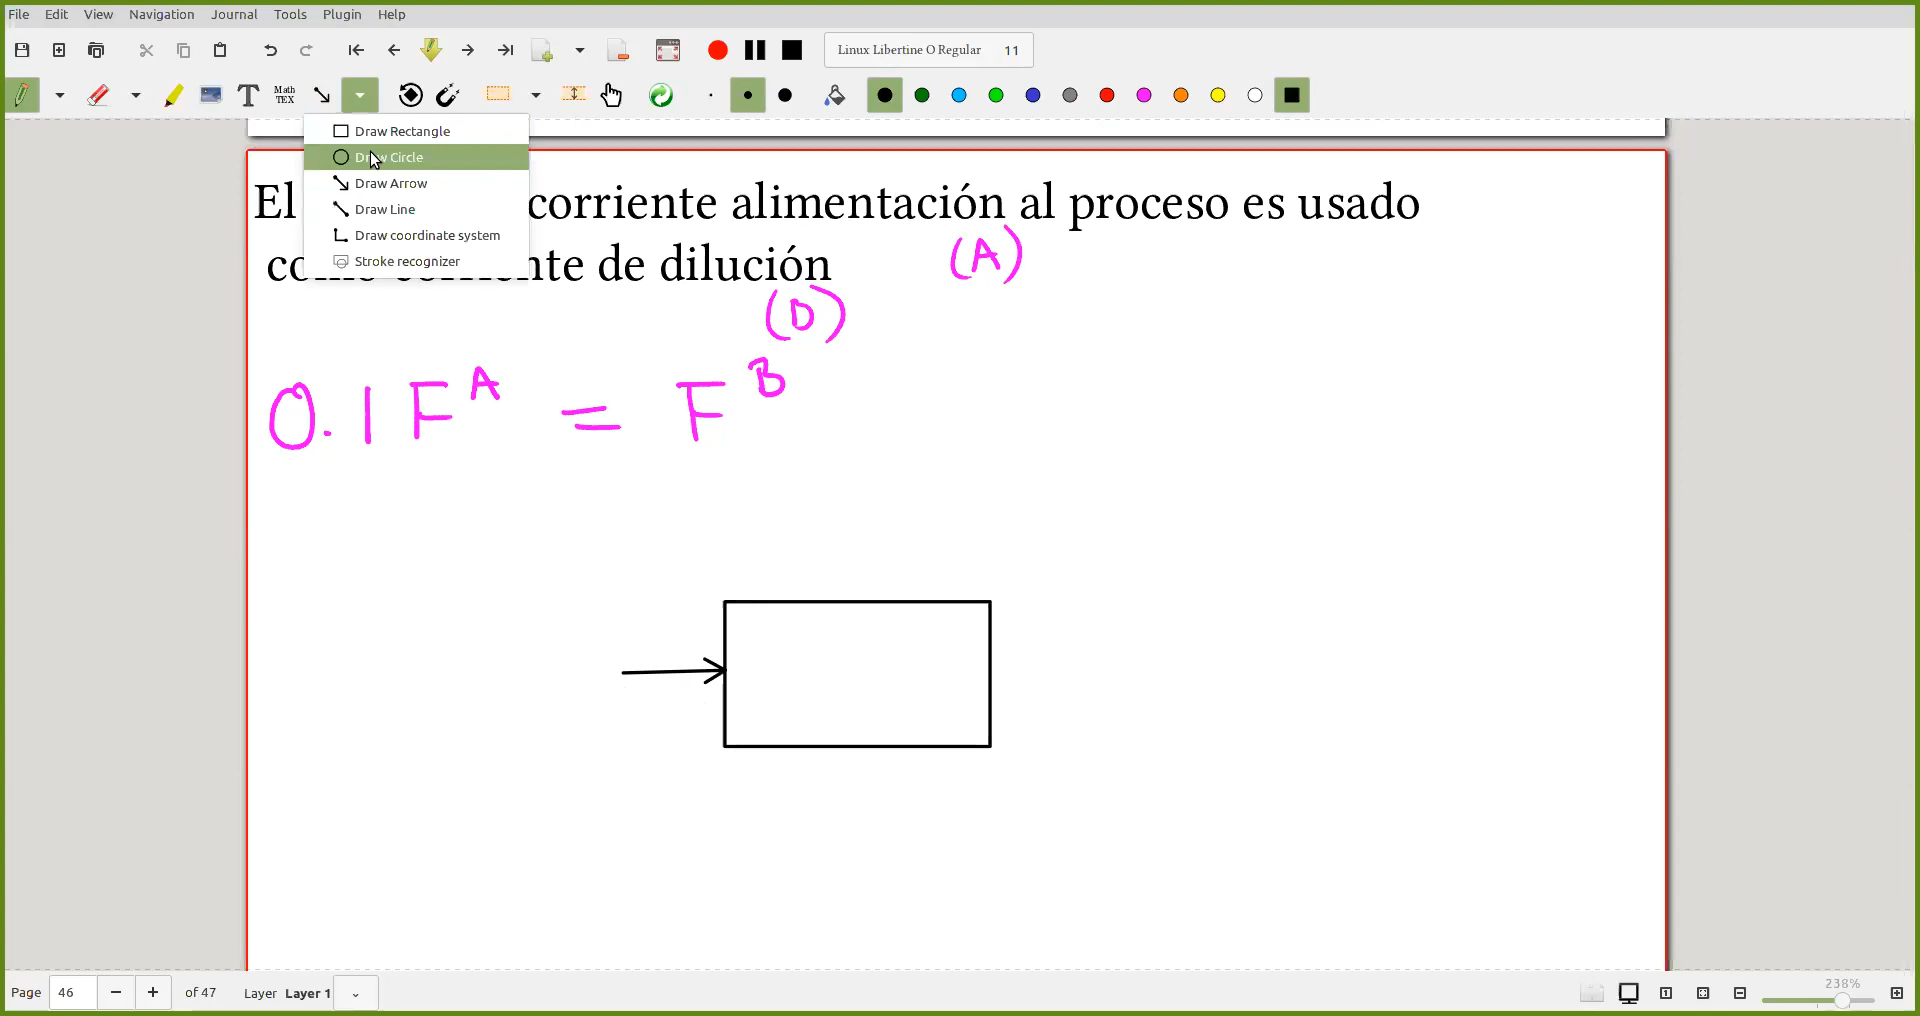 File Edit View Navigation Journal Tools Plugin Help
Linux Libertine O Regular 11
T Math TEX
Draw Rectangle
Draw Circle
Draw Arrow
Draw Line
Draw coordinate system
Stroke recognizer
El corriente alimentación al proceso es usado
de dilución
(A)
(D)
0.1 F^A = F^B
Page 46 of 47 Layer Layer 1
238%